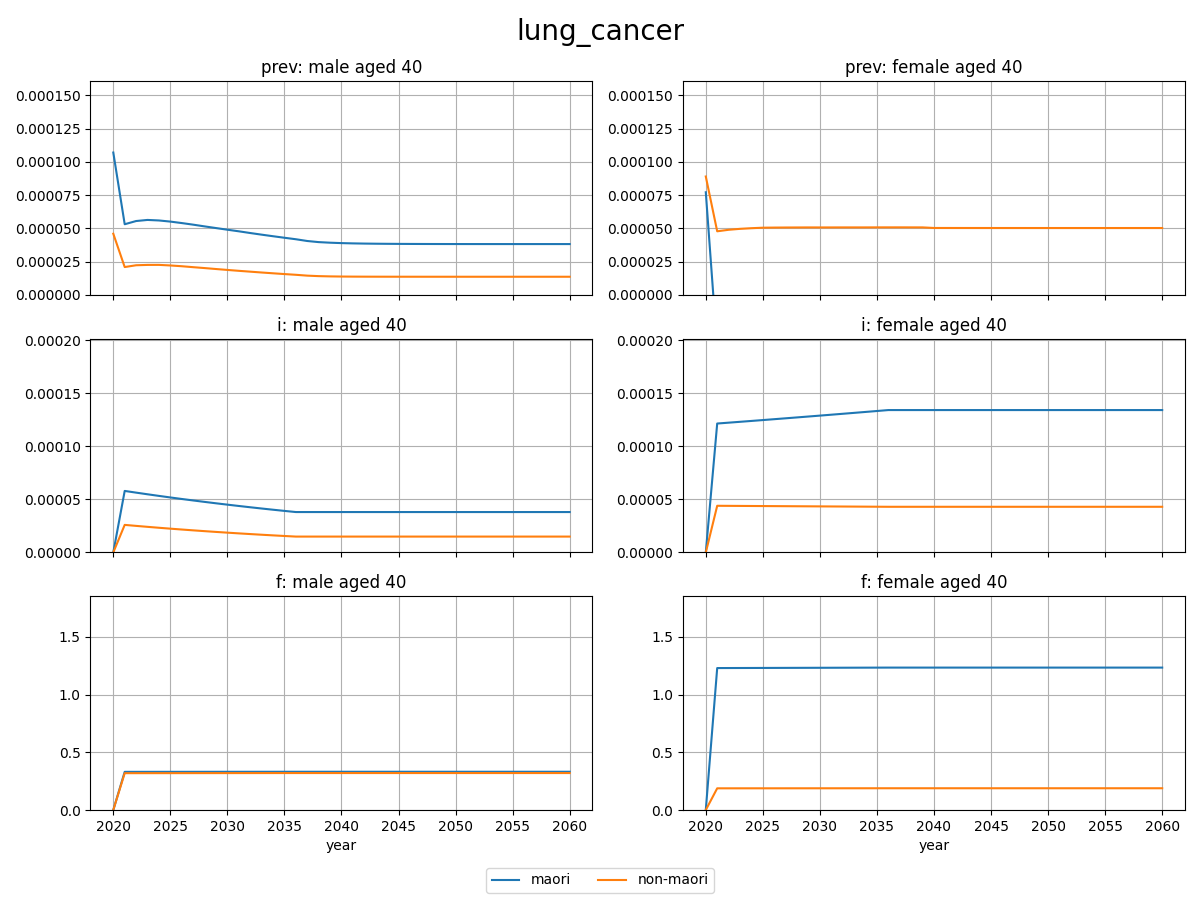 lung_cancer
prev: male aged 40
prev: female aged 40
0.000150
0.000125
0.000100
0.000075
0.000050
0.000025
0.000000
0.000150
0.000125
0.000100
0.000075
0.000050
0.000025
0.000000
i: male aged 40
i: female aged 40
0.00020
0.00015
0.00010
0.00005
0.00000
0.00020
0.00015
0.00010
0.00005
0.00000
f: male aged 40
f: female aged 40
1.5
1.0
0.5
0.0
1.5
1.0
0.5
0.0
2020 2025 2030 2035 2040 2045 2050 2055 2060
2020 2025 2030 2035 2040 2045 2050 2055 2060
year
year
maori
non-maori